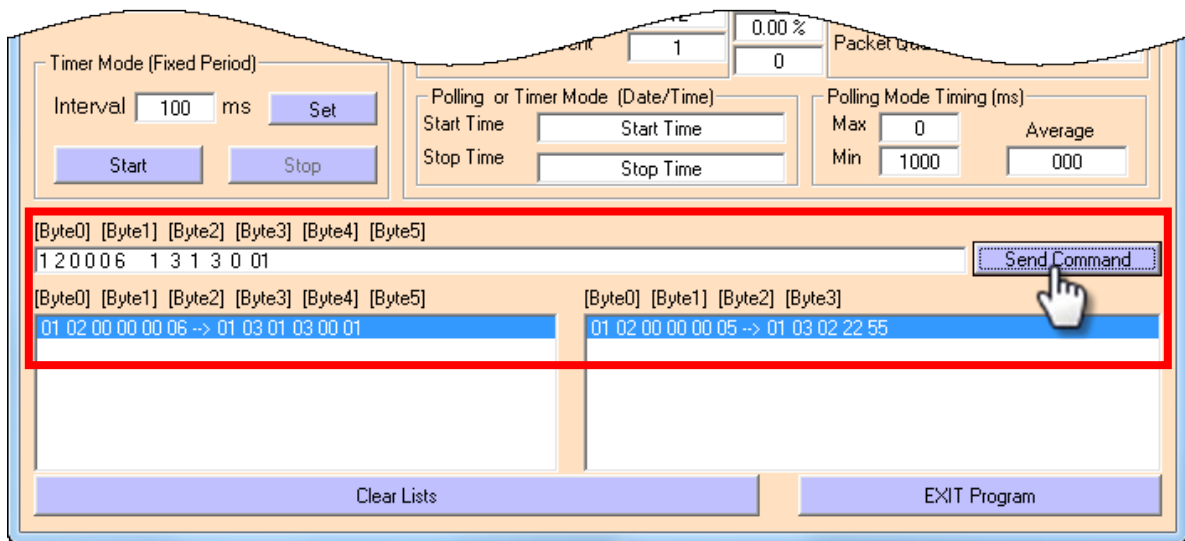 0.00 %
1
0
Timer Mode (Fixed Period)
Interval 100 ms Set
Start Stop
Polling or Timer Mode (Date/Time)
Start Time Start Time
Stop Time Stop Time
Polling Mode Timing (ms)
Max 0 Average
Min 1000 000
[Byte0] [Byte1] [Byte2] [Byte3] [Byte4] [Byte5]
1 2 0 0 0 6 1 3 1 3 0 01 Send Command
[Byte0] [Byte1] [Byte2] [Byte3] [Byte4] [Byte5]
01 02 00 00 00 06 --> 01 03 01 03 00 01
[Byte0] [Byte1] [Byte2] [Byte3]
01 02 00 00 00 05 --> 01 03 02 22 55
Clear Lists EXIT Program